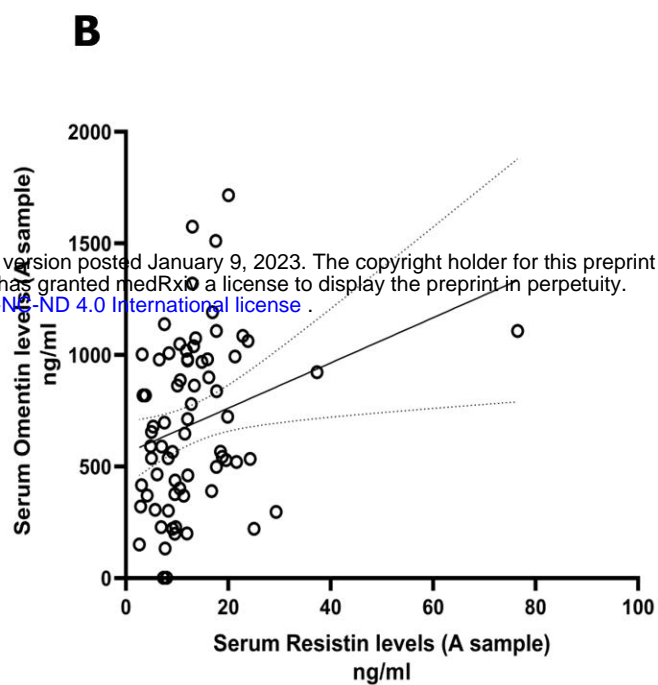 B
2000
1500
1000
500
0
0 20 40 60 80 100
Serum Omentin levels (A sample)
ng/ml
version posted January 9, 2023. The copyright holder for this preprint
has granted medRxiv a license to display the preprint in perpetuity.
-NC-ND 4.0 International license .
Serum Resistin levels (A sample)
ng/ml